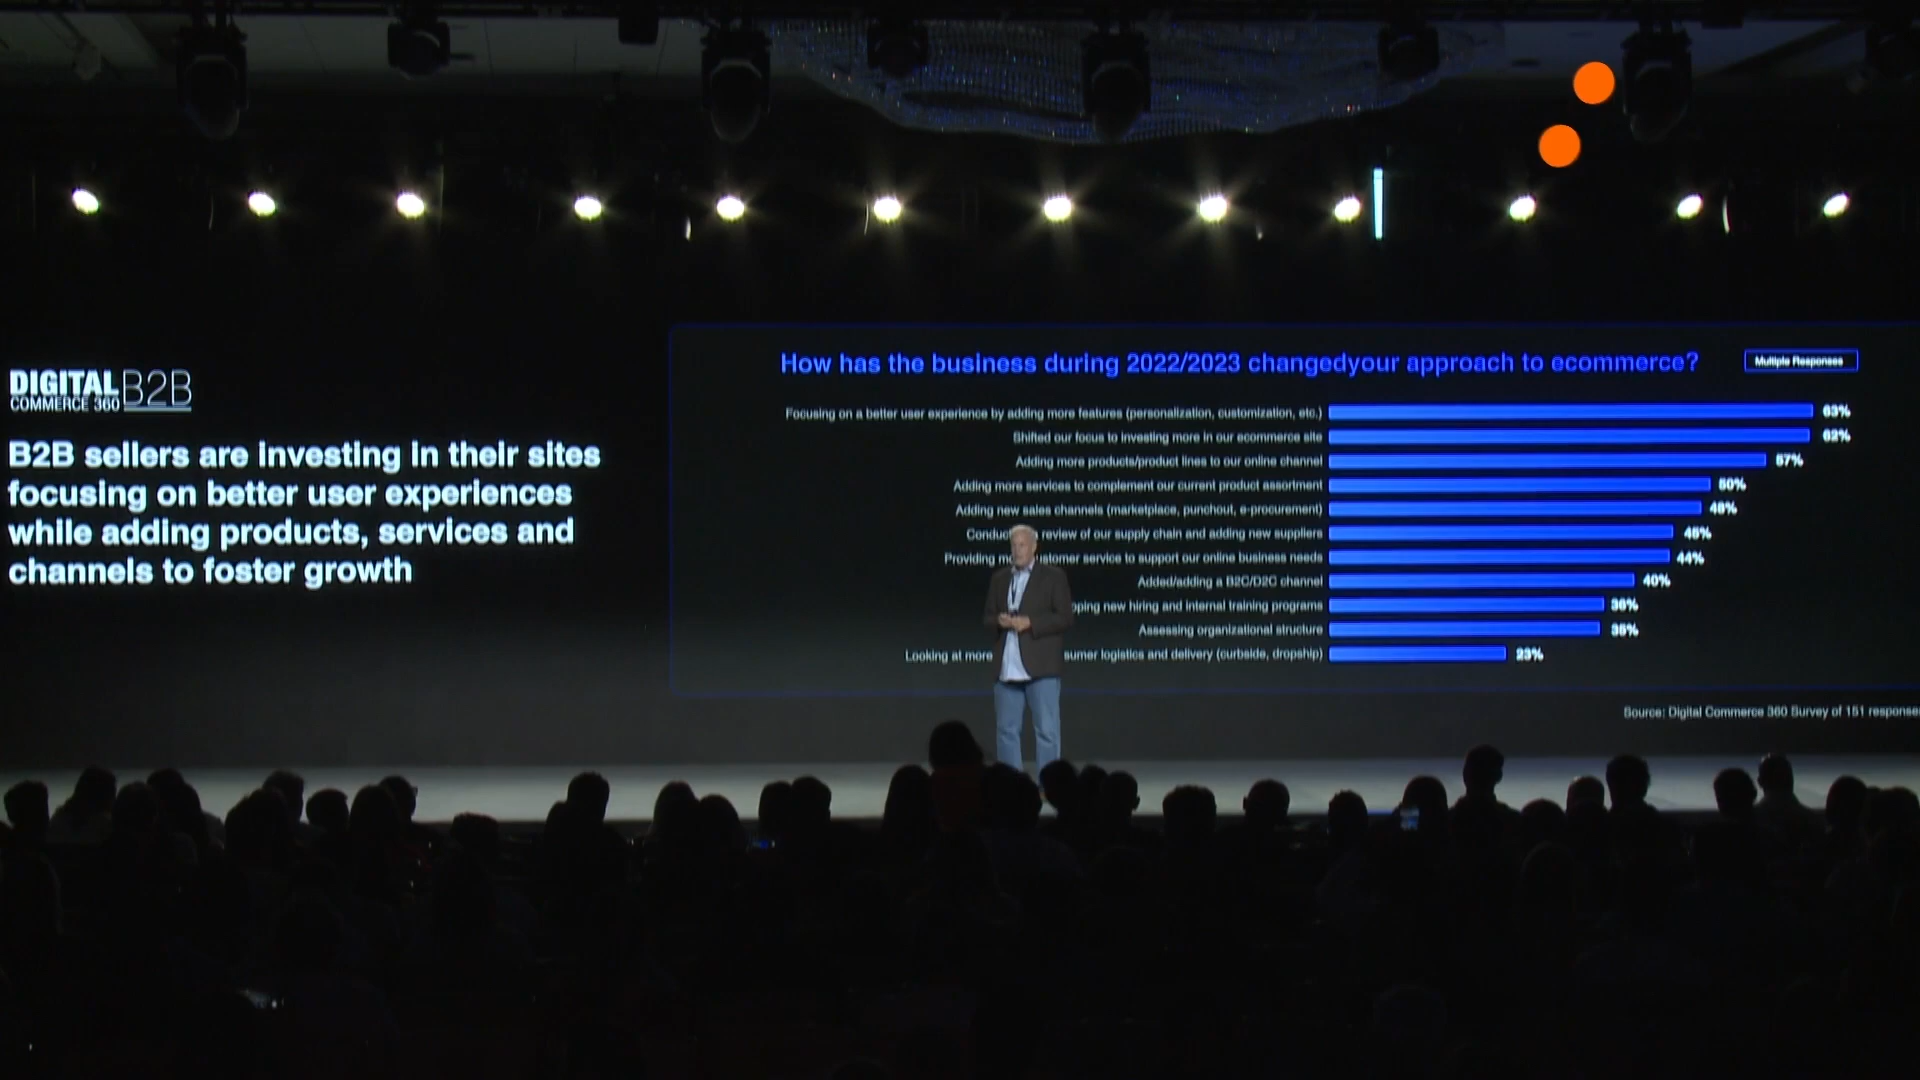 DIGITAL B2B
COMMERCE 360
B2B sellers are investing in their sites
focusing on better user experiences
while adding products, services and
channels to foster growth
How has the business during 2022/2023 changedyour approach to ecommerce?
Multiple Responses
Focusing on a better user experience by adding more features (personalization, customization, etc.) 63%
Shifted our focus to investing more in our ecommerce site 62%
Adding more products/product lines to our online channel 57%
Adding more services to complement our current product assortment 50%
Adding new sales channels (marketplace, punchout, e-procurement) 48%
review of our supply chain and adding new suppliers 45%
Providing customer service to support our online business needs 44%
Added/adding a B2C/D2C channel 40%
new hiring and internal training programs 36%
Assessing organizational structure 35%
Looking at more logistics and delivery (curbside, dropship) 23%
Source: Digital Commerce 360 Survey of 151 response